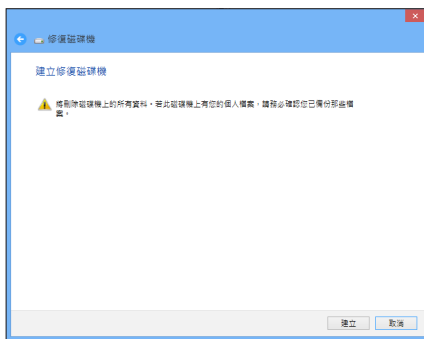 修復磁碟機
建立修復磁碟機
將刪除磁碟機上的所有資料。若此磁碟機上有您的個人檔案，請務必確認您已備份那些檔
案。
建立
取消